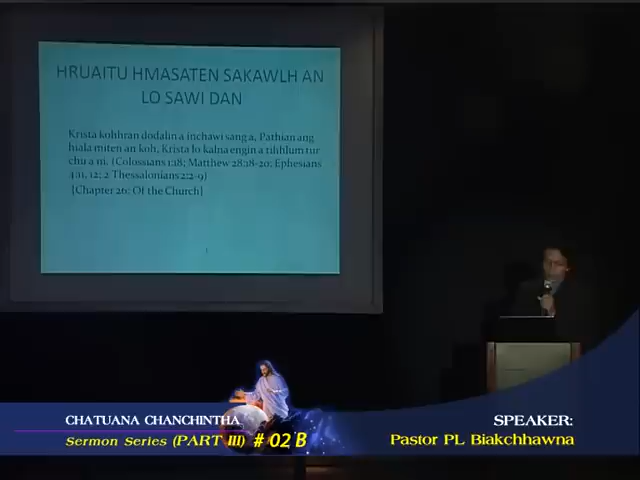 HRUAITU HMASATEN SAKAWLH AN
LO SAWI DAN
Krista kohhran dodalin a inchawi sang a, Pathian ang
hiala miten an koh, Krista lo kalna engin a tihhlum tur
chu a ni. (Colossians 1:18; Matthew 28:18-20; Ephesians
4:11, 12; 2 Thessalonians 2:2-9)
[Chapter 26: Of the Church]
CHATUANA CHANCHINTHA
Sermon Series (PART III) # 02 B
SPEAKER:
Pastor PL Biakchhawna